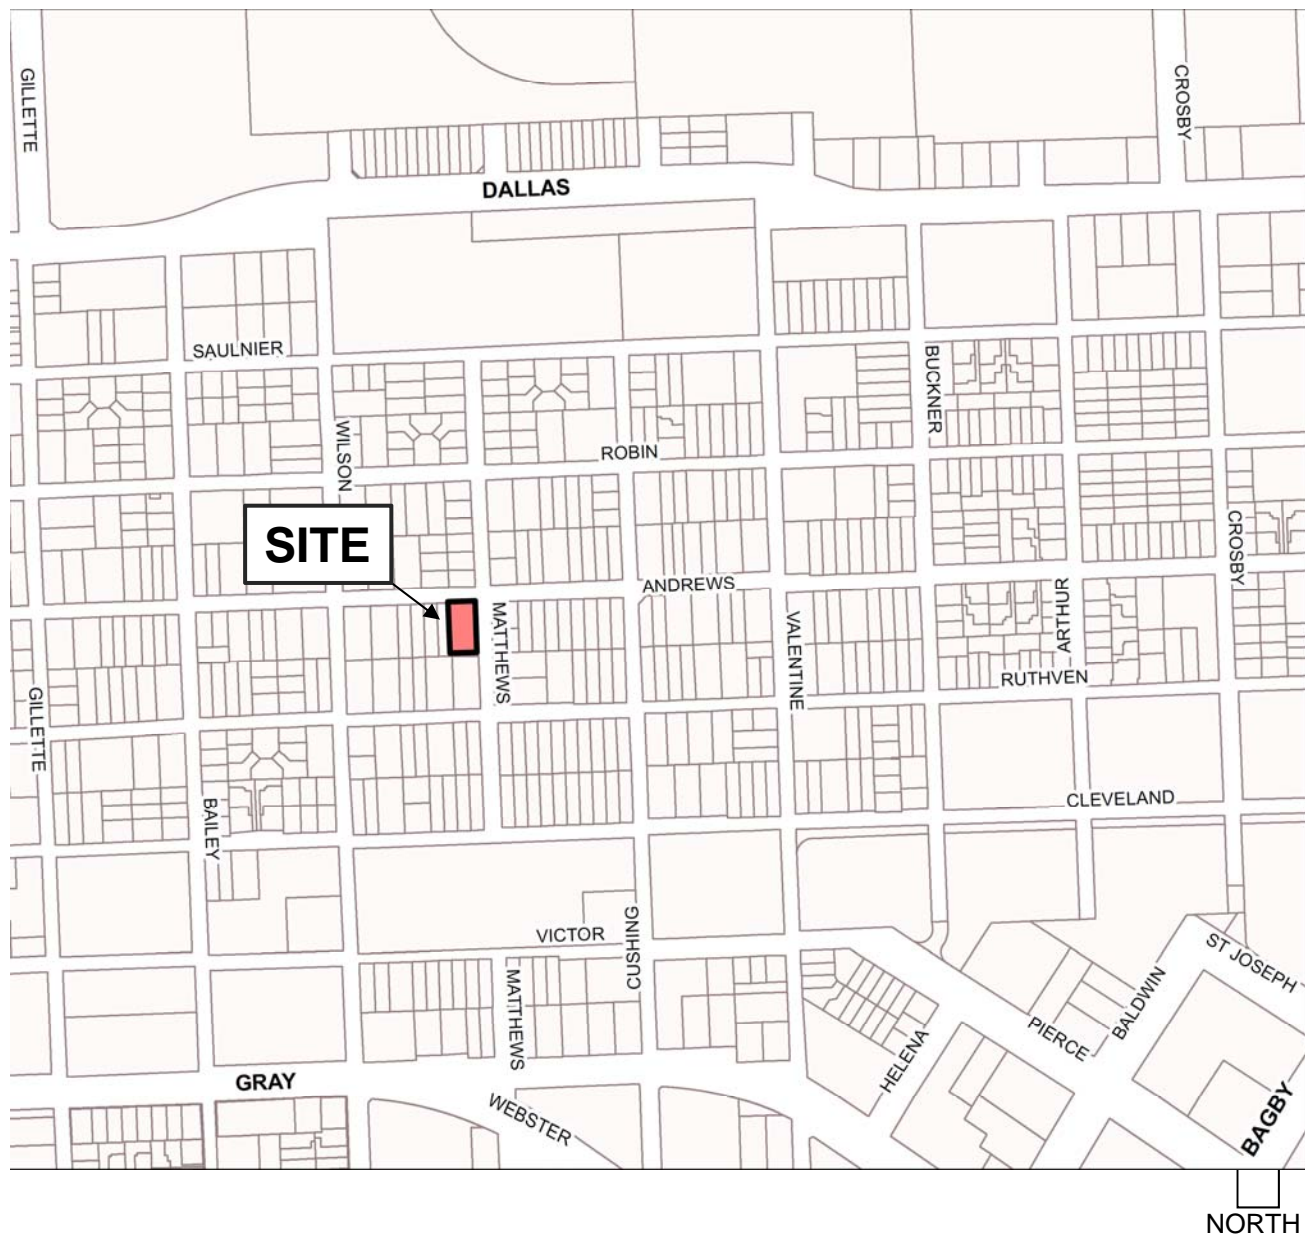 GILLETTE
CROSBY
DALLAS
SAULNIER
BUCKNER
WILSON
ROBIN
SITE
CROSBY
ANDREWS
ARTHUR
MATTHEWS
VALENTINE
RUTHVEN
GILLETTE
BAILEY
CLEVELAND
VICTOR
CUSHING
ST JOSEPH
MATTHEWS
BALDWIN
PIERCE
HELENA
GRAY
WEBSTER
BAGBY
NORTH